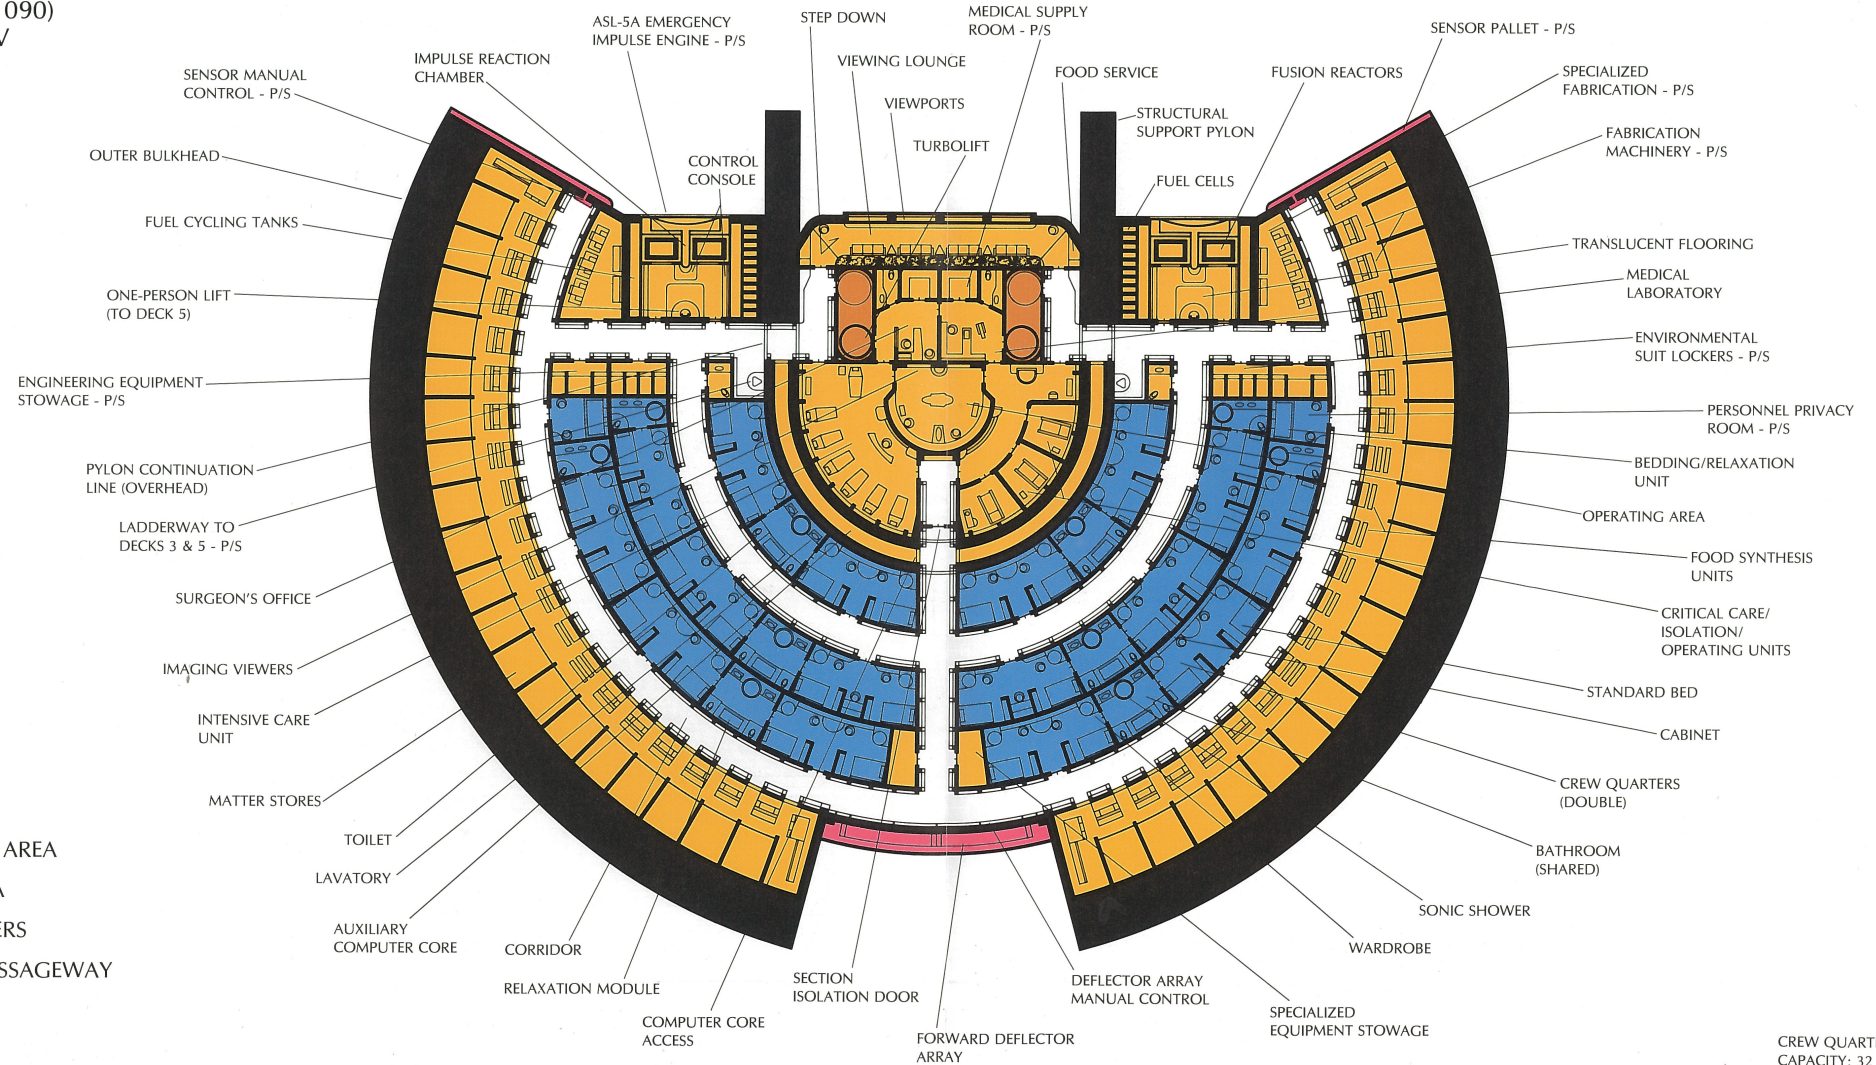 090)
V
ASL-5A EMERGENCY
IMPULSE ENGINE - P/S
STEP DOWN
MEDICAL SUPPLY
ROOM - P/S
SENSOR PALLET - P/S
IMPULSE REACTION
CHAMBER
VIEWING LOUNGE
FOOD SERVICE
FUSION REACTORS
SPECIALIZED
FABRICATION - P/S
SENSOR MANUAL
CONTROL - P/S
VIEWPORTS
STRUCTURAL
SUPPORT PYLON
FABRICATION
MACHINERY - P/S
OUTER BULKHEAD
CONTROL
CONSOLE
TURBOLIFT
FUEL CELLS
FUEL CYCLING TANKS
TRANSLUCENT FLOORING
ONE-PERSON LIFT
(TO DECK 5)
MEDICAL
LABORATORY
ENVIRONMENTAL
SUIT LOCKERS - P/S
ENGINEERING EQUIPMENT
STOWAGE - P/S
PERSONNEL PRIVACY
ROOM - P/S
PYLON CONTINUATION
LINE (OVERHEAD)
BEDDING/RELAXATION
UNIT
LADDERWAY TO
DECKS 3 & 5 - P/S
OPERATING AREA
FOOD SYNTHESIS
UNITS
SURGEON'S OFFICE
CRITICAL CARE/
ISOLATION/
OPERATING UNITS
IMAGING VIEWERS
STANDARD BED
INTENSIVE CARE
UNIT
CABINET
MATTER STORES
CREW QUARTERS
(DOUBLE)
TOILET
BATHROOM
(SHARED)
AREA
LAVATORY
A
SONIC SHOWER
ERS
AUXILIARY
COMPUTER CORE
CORRIDOR
WARDROBE
SSAGEWAY
RELAXATION MODULE
SECTION
ISOLATION DOOR
DEFLECTOR ARRAY
MANUAL CONTROL
COMPUTER CORE
ACCESS
FORWARD DEFLECTOR
ARRAY
SPECIALIZED
EQUIPMENT STOWAGE
CREW QUART
CAPACITY: 32